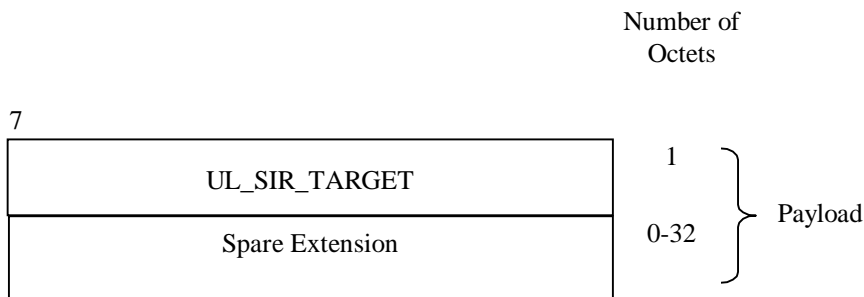 Number of
Octets
7
UL_SIR_TARGET
1
Payload
Spare Extension
0-32